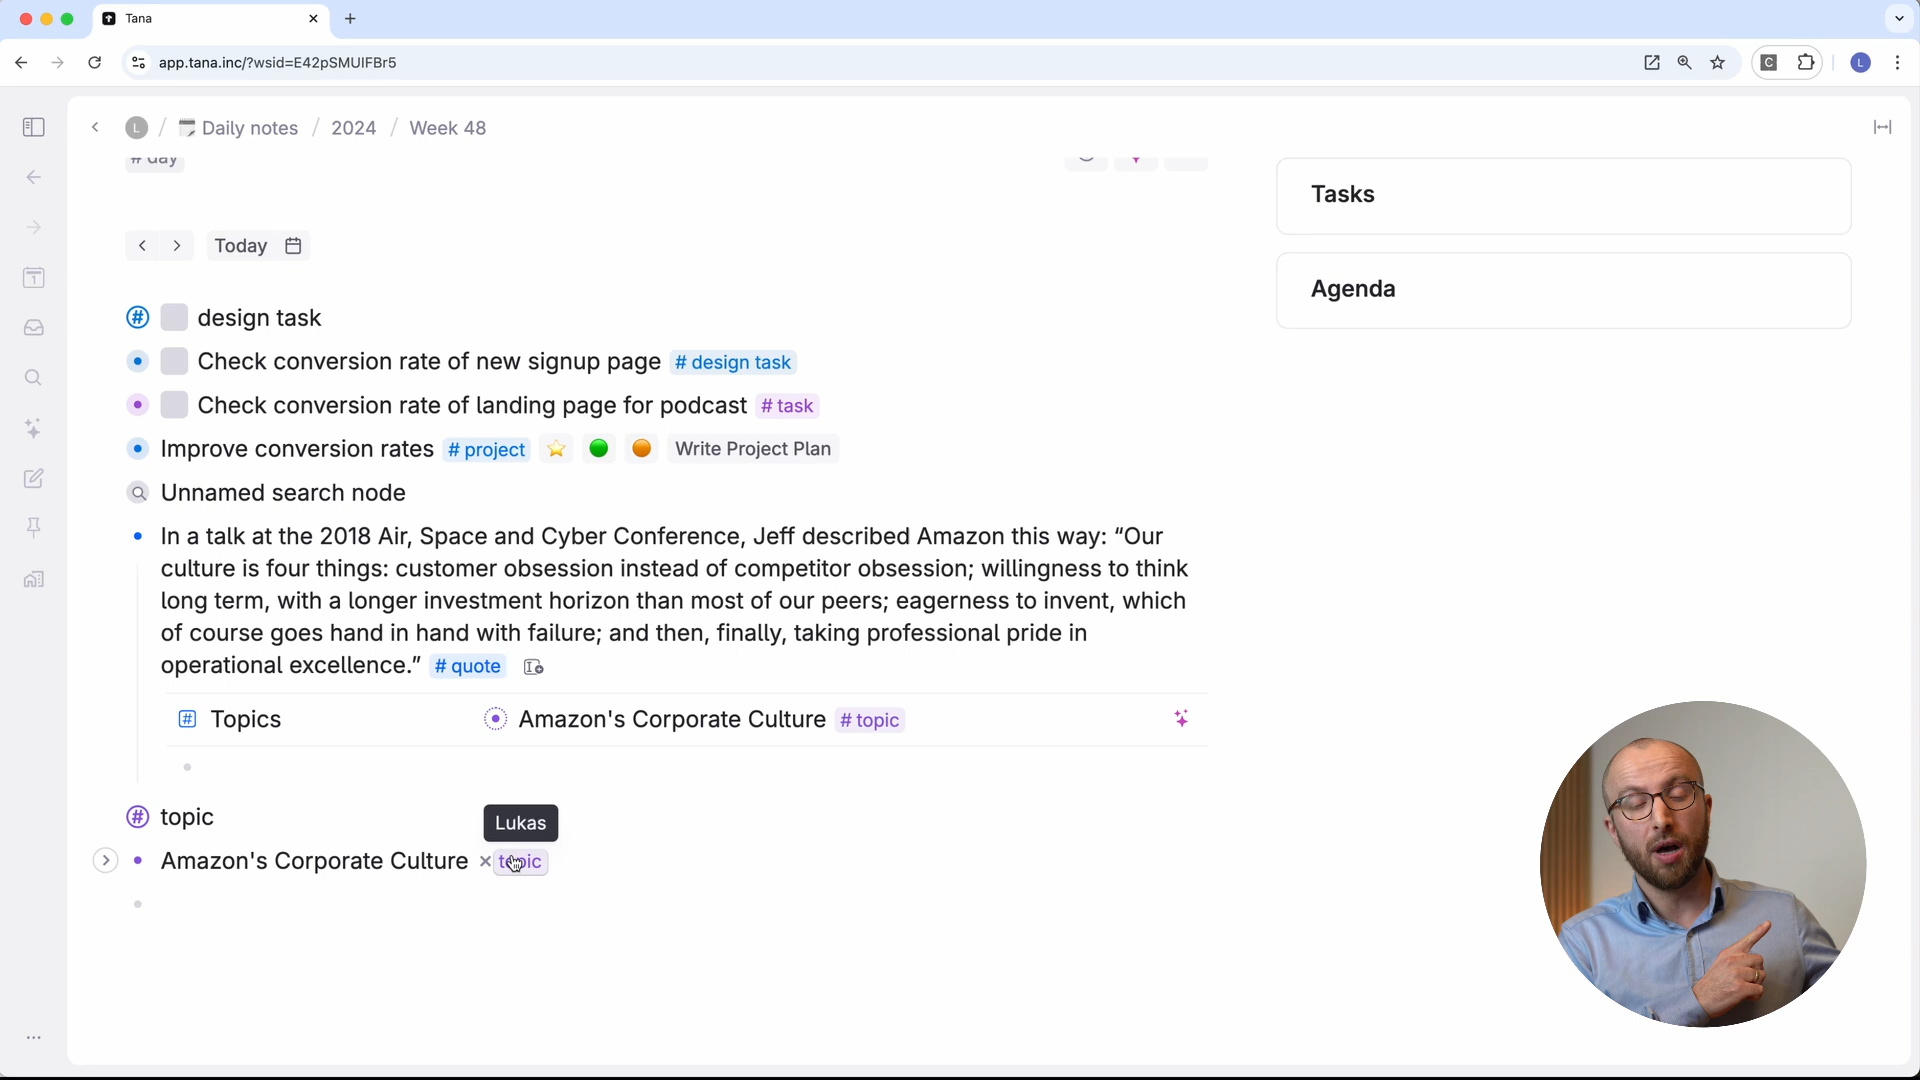 Tana
app.tana.inc/?wsid=E42pSMUIFBr5
C
L
L / Daily notes / 2024 / Week 48
# day
Tasks
Today
Agenda
design task
Check conversion rate of new signup page # design task
Check conversion rate of landing page for podcast # task
Improve conversion rates # project Write Project Plan
Unnamed search node
In a talk at the 2018 Air, Space and Cyber Conference, Jeff described Amazon this way: “Our
culture is four things: customer obsession instead of competitor obsession; willingness to think
long term, with a longer investment horizon than most of our peers; eagerness to invent, which
of course goes hand in hand with failure; and then, finally, taking professional pride in
operational excellence.” # quote
# Topics Amazon's Corporate Culture # topic
# topic
Lukas
Amazon's Corporate Culture × topic